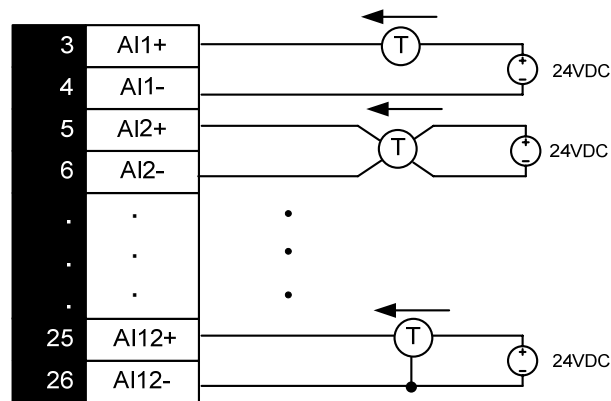 3 AI1+ T 24VDC
4 AI1-
5 AI2+ T 24VDC
6 AI2-
. . .
. . .
. . .
25 AI12+ T 24VDC
26 AI12-